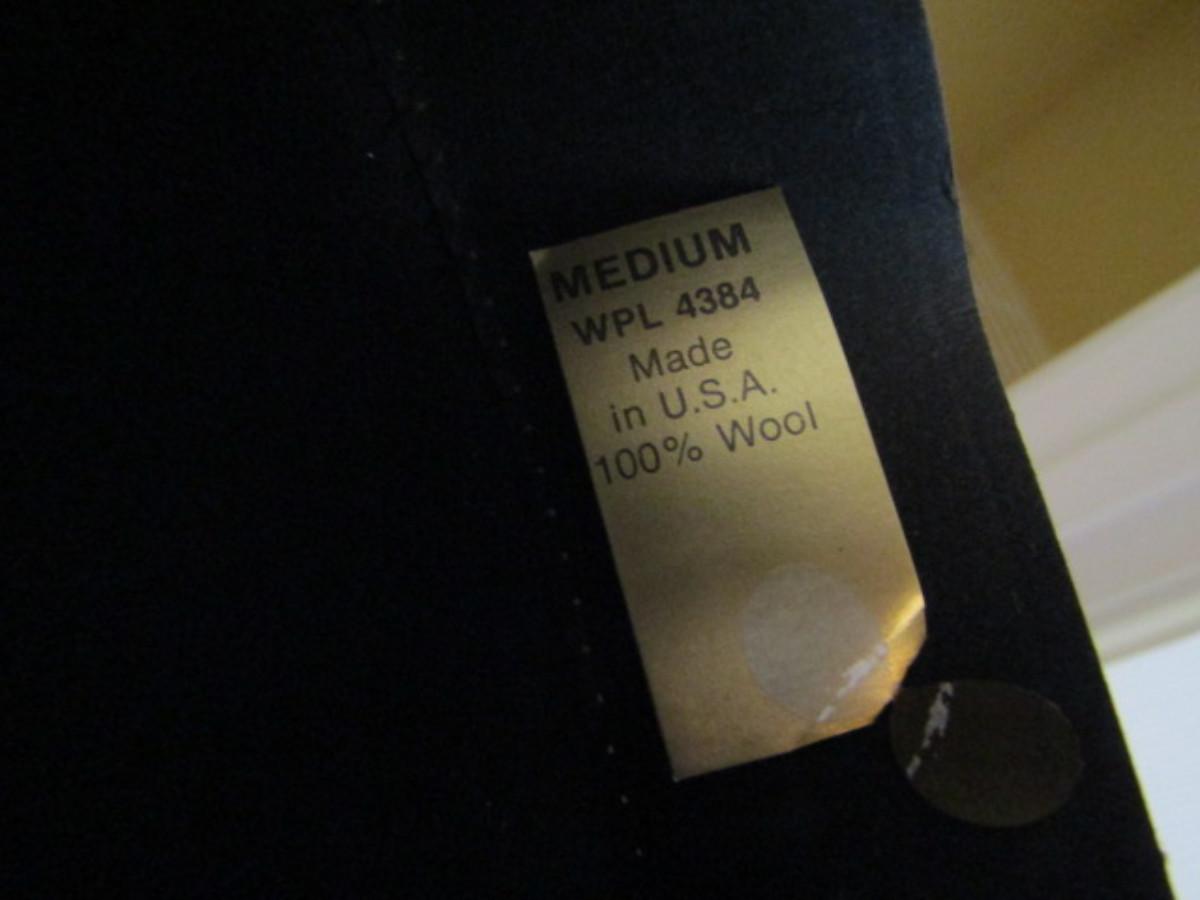 MEDIUM
WPL 4384
Made
in U.S.A.
100% Wool